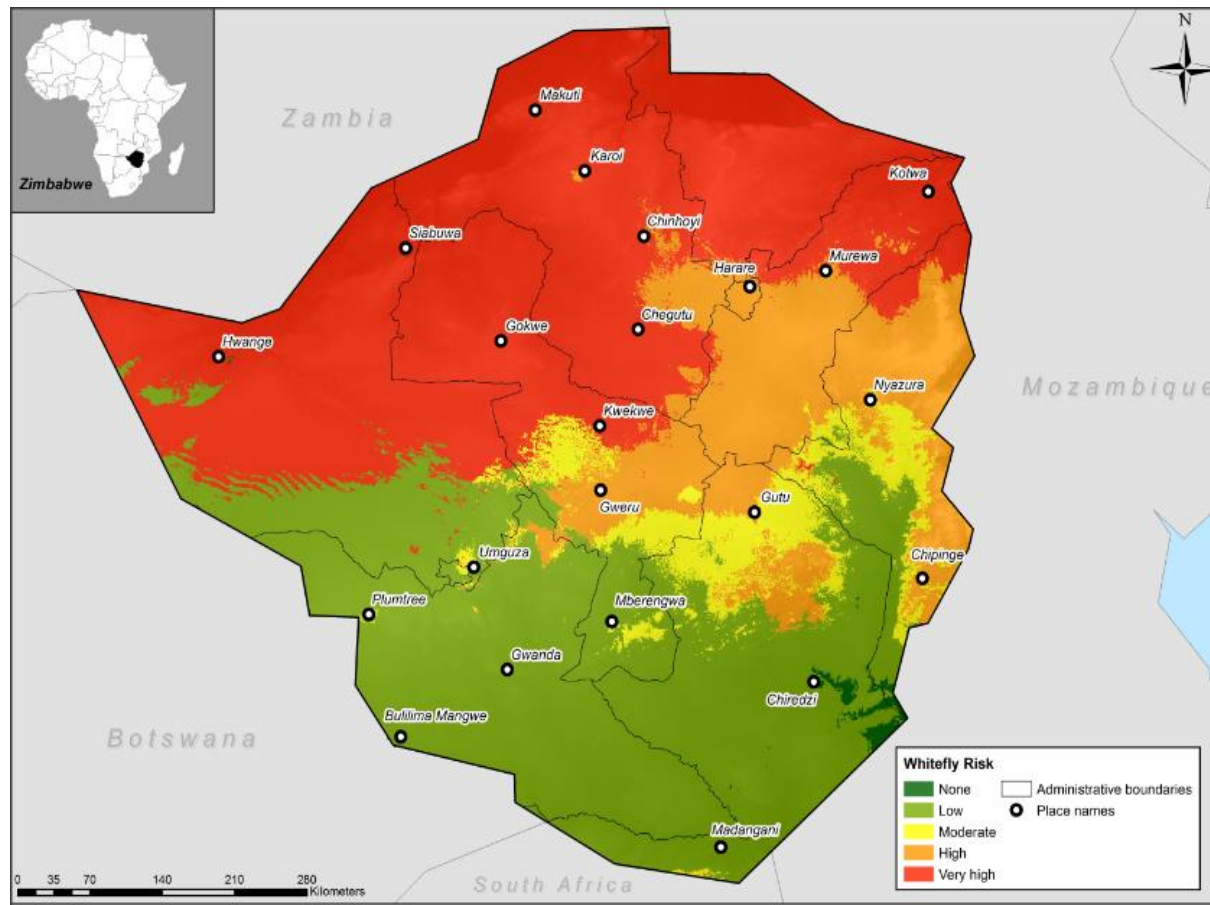 N
Zambia
Makuti
Karoi
Kotwa
Zimbabwe
Siabuwa
Chinhoyi
Murewa
Harare
Gokwe
Chegutu
Hwange
Mozambique
Nyazura
Kwekwe
Gweru
Gutu
Umguza
Chipinge
Plumtree
Mberengwa
Gwanda
Chiredzi
Bulilima Mangwe
Botswana
Whitefly Risk
None
Administrative boundaries
Low
Place names
Moderate
High
Very high
Madangani
South Africa
0 35 70 140 210 280
Kilometers